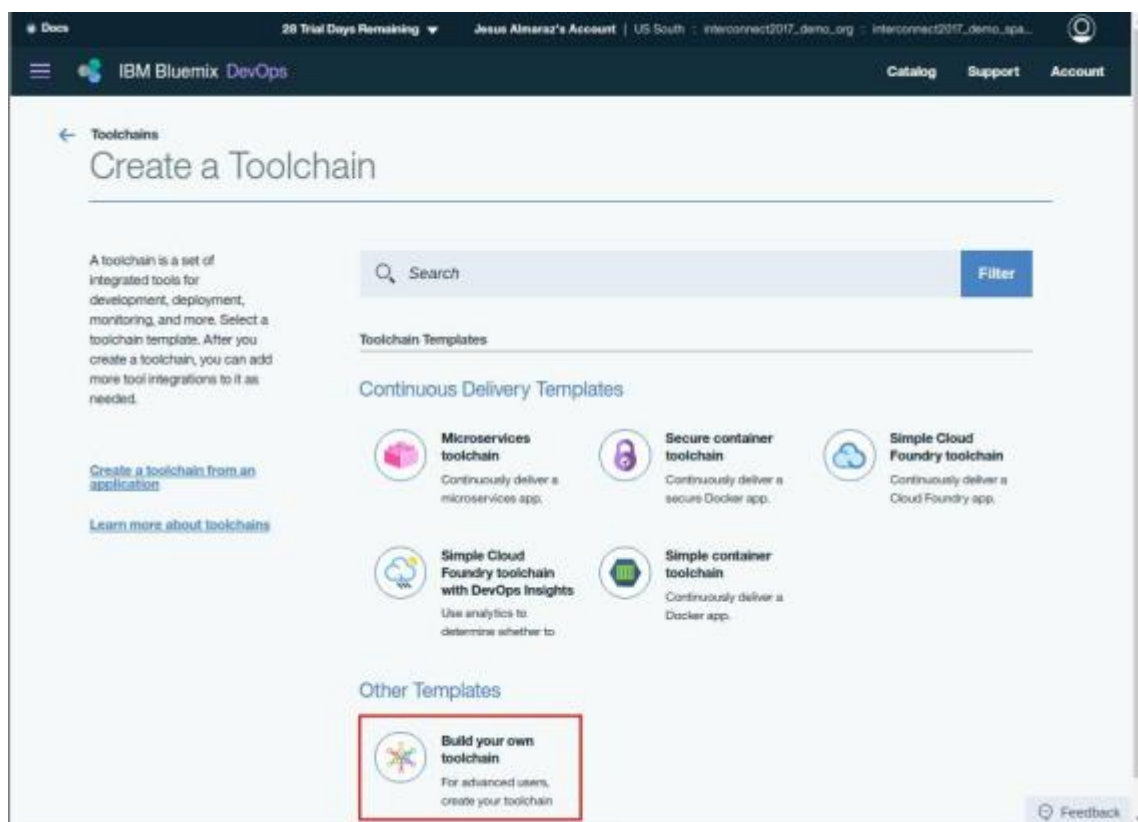 Docs
28 Trial Days Remaining
Jesus Almaraz's Account | US South : interconnect2017_demo_org : interconnect2017_demo_spa...
IBM Bluemix DevOps
Catalog
Support
Account
Toolchains
Create a Toolchain
A toolchain is a set of
integrated tools for
development, deployment,
monitoring, and more. Select a
toolchain template. After you
create a toolchain, you can add
more tool integrations to it as
needed.
Create a toolchain from an
application
Learn more about toolchains
Search
Filter
Toolchain Templates
Continuous Delivery Templates
Microservices
toolchain
Continuously deliver a
microservices app.
Secure container
toolchain
Continuously deliver a
secure Docker app.
Simple Cloud
Foundry toolchain
Continuously deliver a
Cloud Foundry app.
Simple Cloud
Foundry toolchain
with DevOps Insights
Use analytics to
determine whether to
Simple container
toolchain
Continuously deliver a
Docker app.
Other Templates
Build your own
toolchain
For advanced users,
create your toolchain
Feedback